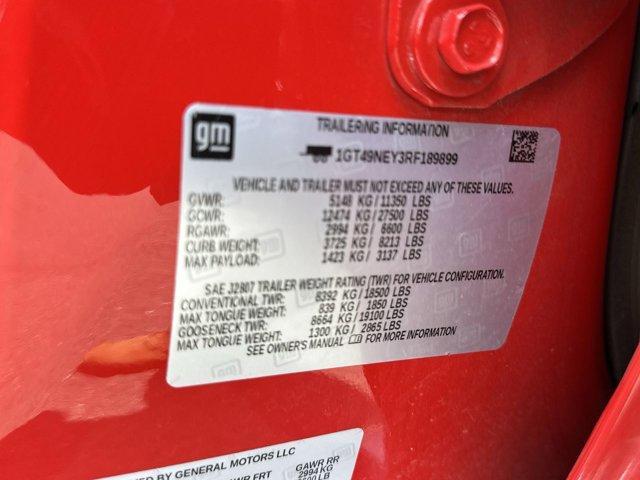 gm
TRAILERING INFORMATION
1GT49NEY3RF189899
VEHICLE AND TRAILER MUST NOT EXCEED ANY OF THESE VALUES.
GVWR: 5148 KG / 11350 LBS
GCWR: 12474 KG / 27500 LBS
RGAWR: 2994 KG / 6600 LBS
CURB WEIGHT: 3725 KG / 8213 LBS
MAX PAYLOAD: 1423 KG / 3137 LBS
SAE J2807 TRAILER WEIGHT RATING (TWR) FOR VEHICLE CONFIGURATION.
CONVENTIONAL TWR: 8392 KG / 18500 LBS
MAX TONGUE WEIGHT: 839 KG / 1850 LBS
GOOSENECK TWR: 8664 KG / 19100 LBS
MAX TONGUE WEIGHT: 1300 KG / 2865 LBS
SEE OWNER'S MANUAL FOR MORE INFORMATION
BY GENERAL MOTORS LLC
FRT GAWR RR
2994 KG
LB